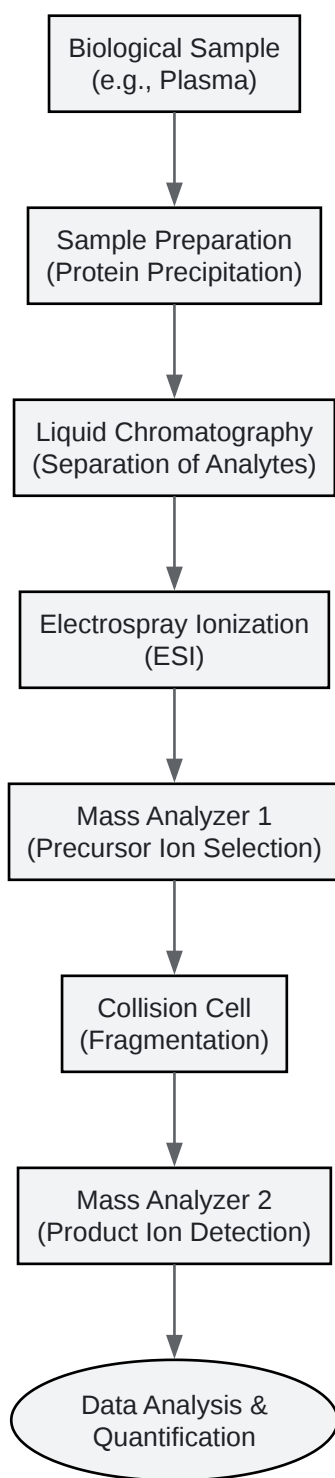 Biological Sample
(e.g., Plasma)
Sample Preparation
(Protein Precipitation)
Liquid Chromatography
(Separation of Analytes)
Electrospray Ionization
(ESI)
Mass Analyzer 1
(Precursor Ion Selection)
Collision Cell
(Fragmentation)
Mass Analyzer 2
(Product Ion Detection)
Data Analysis &
Quantification